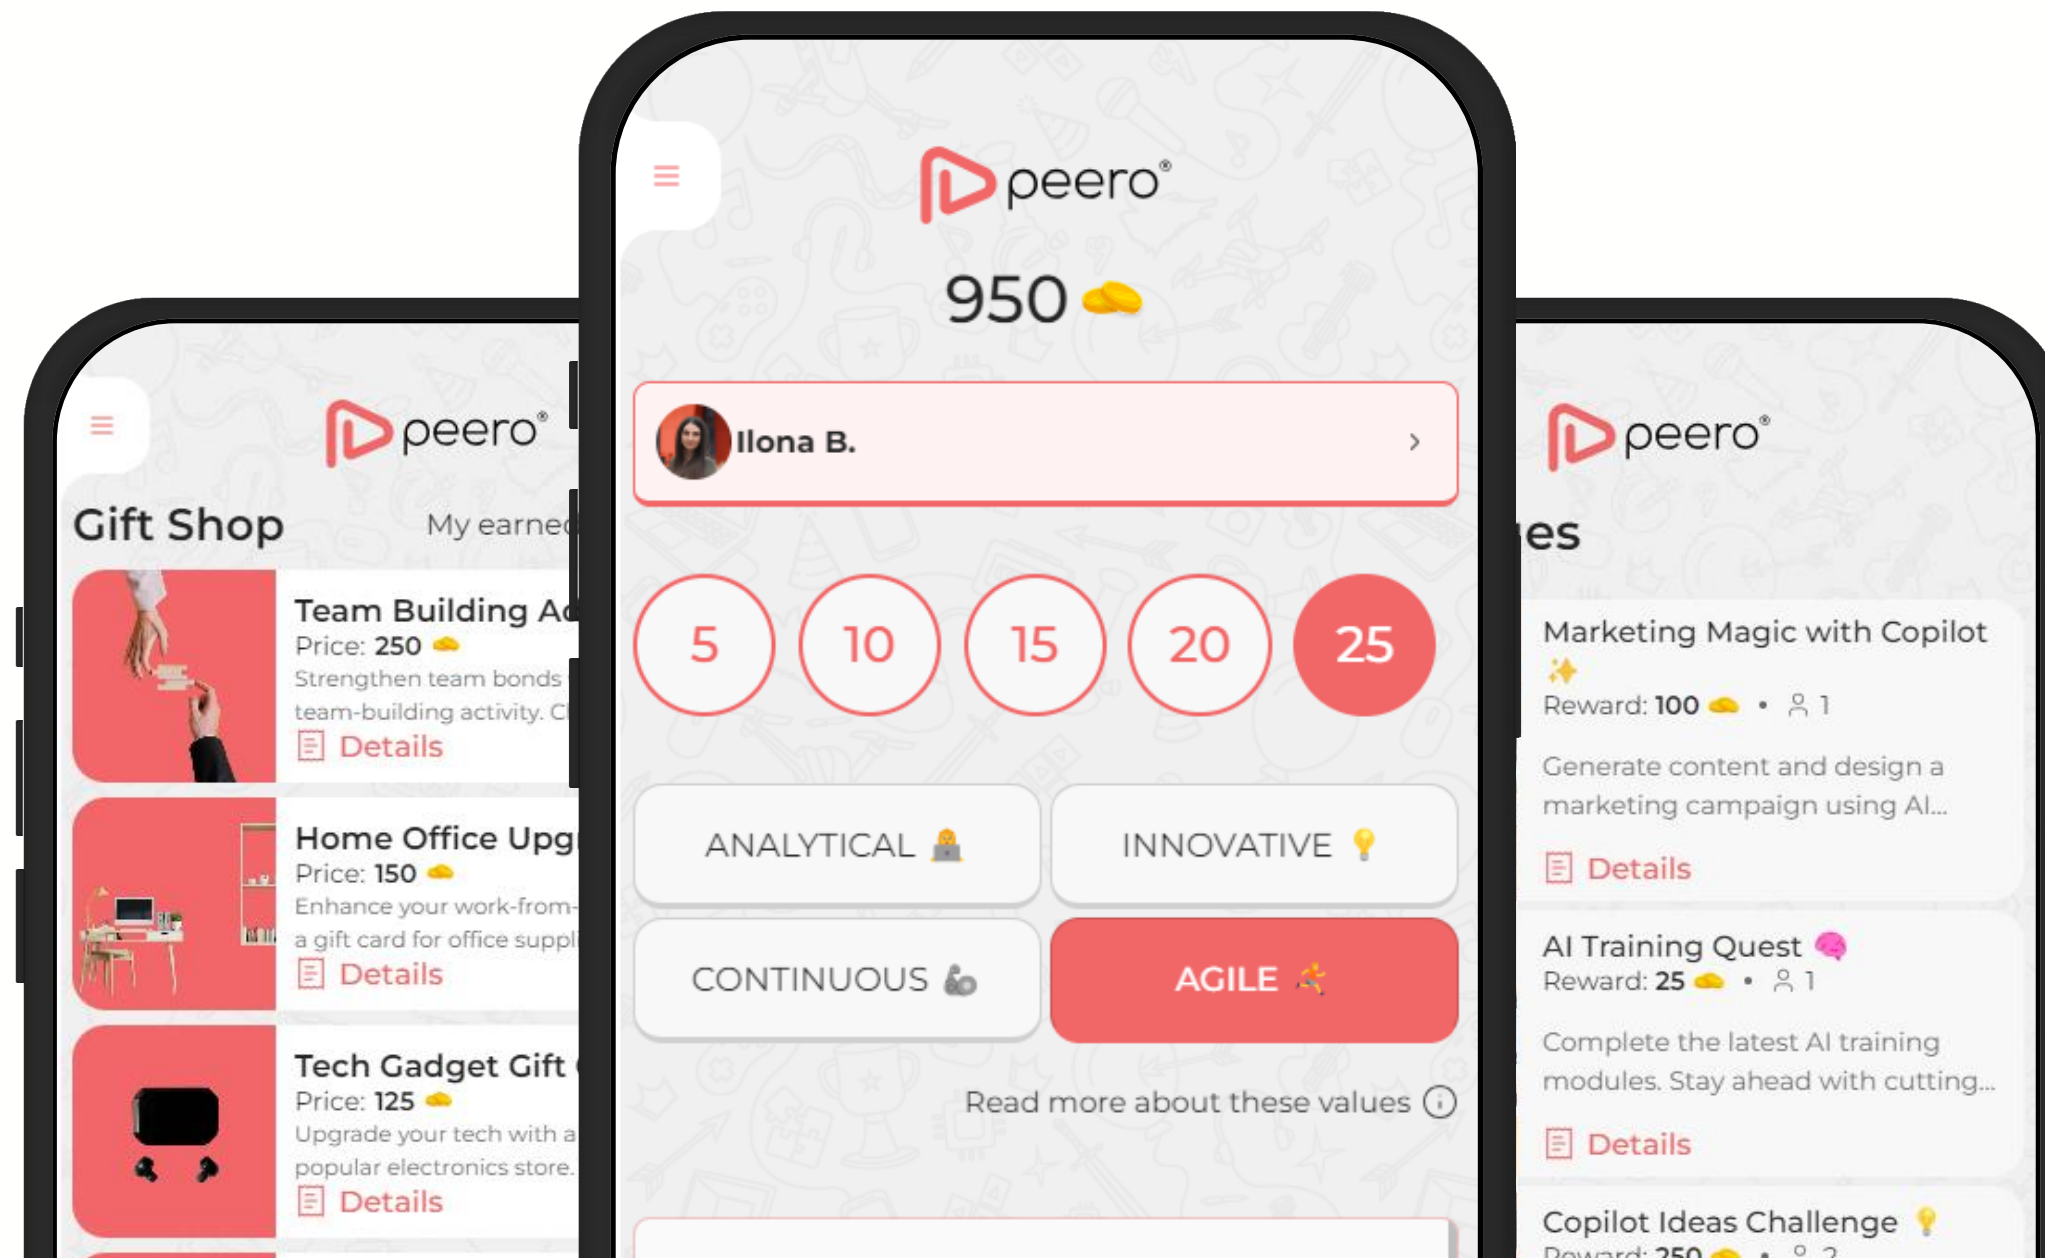 peero®
Gift Shop
My earned
Team Building
Price: 250
Strengthen team bonds
team-building activity.
Details
Home Office
Price: 150
Enhance your work-from-
a gift card for office
Details
Tech Gadget Gift
Price: 125
Upgrade your tech with a
popular electronics store.
Details
peero®
950
Ilona B.
5
10
15
20
25
ANALYTICAL
INNOVATIVE
CONTINUOUS
AGILE
Read more about these values
peero®
es
Marketing Magic with Copilot
Reward: 100 • 1
Generate content and design a
marketing campaign using AI...
Details
AI Training Quest
Reward: 25 • 1
Complete the latest AI training
modules. Stay ahead with cutting...
Details
Copilot Ideas Challenge
Reward: 250 • 2